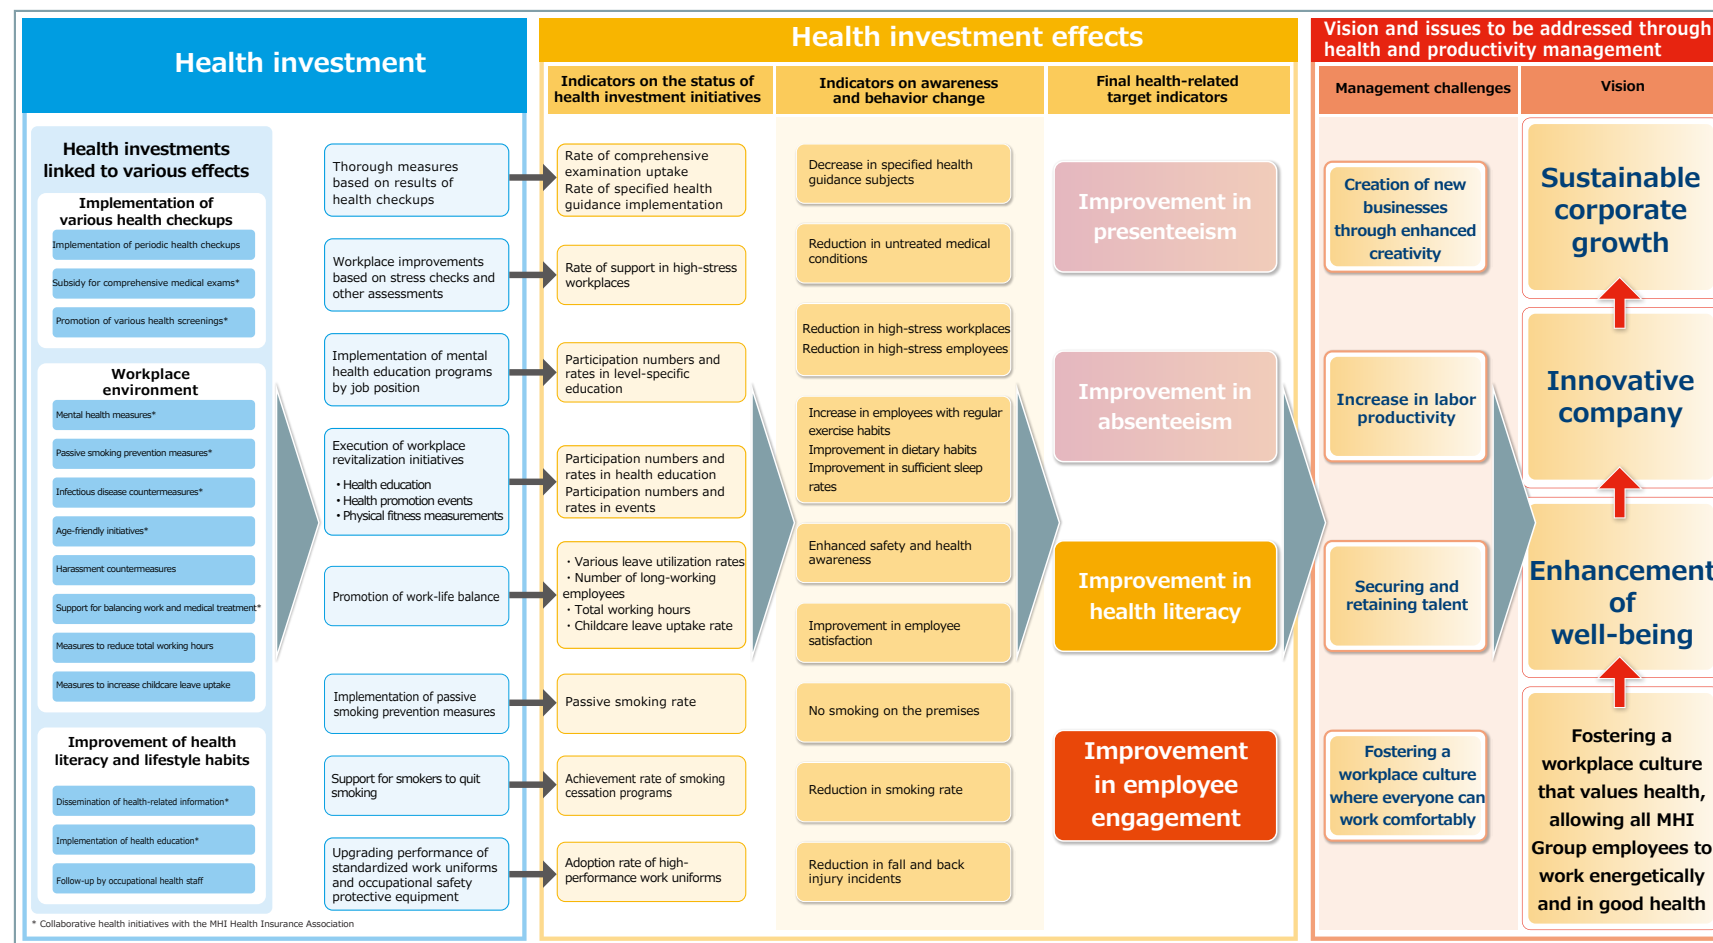 Health investment
Health investments
linked to various effects
Implementation of
various health checkups
Implementation of periodic health checkups
Subsidy for comprehensive medical exams*
Promotion of various health screenings*
Workplace
environment
Mental health measures*
Passive smoking prevention measures*
Infectious disease countermeasures*
Age-friendly initiatives*
Harassment countermeasures
Support for balancing work and medical treatment*
Measures to reduce total working hours
Measures to increase childcare leave uptake
Improvement of health
literacy and lifestyle habits
Dissemination of health-related information*
Implementation of health education*
Follow-up by occupational health staff
* Collaborative health initiatives with the MHI Health Insurance Association
Thorough measures
based on results of
health checkups
Workplace improvements
based on stress checks and
other assessments
Implementation of mental
health education programs
by job position
Execution of workplace
revitalization initiatives
・Health education
・Health promotion events
・Physical fitness measurements
Promotion of work-life balance
Implementation of passive
smoking prevention measures
Support for smokers to quit
smoking
Upgrading performance of
standardized work uniforms
and occupational safety
protective equipment
Health investment effects
Indicators on the status of
health investment initiatives
Rate of comprehensive
examination uptake
Rate of specified health
guidance implementation
Rate of support in high-stress
workplaces
Participation numbers and
rates in level-specific
education
Participation numbers and
rates in health education
Participation numbers and
rates in events
・Various leave utilization rates
・Number of long-working
employees
・Total working hours
・Childcare leave uptake rate
Passive smoking rate
Achievement rate of smoking
cessation programs
Adoption rate of high-
performance work uniforms
Indicators on awareness
and behavior change
Decrease in specified health
guidance subjects
Reduction in untreated medical
conditions
Reduction in high-stress workplaces
Reduction in high-stress employees
Increase in employees with regular
exercise habits
Improvement in dietary habits
Improvement in sufficient sleep
rates
Enhanced safety and health
awareness
Improvement in employee
satisfaction
No smoking on the premises
Reduction in smoking rate
Reduction in fall and back
injury incidents
Final health-related
target indicators
Improvement in
presenteeism
Improvement in
absenteeism
Improvement in
health literacy
Improvement
in employee
engagement
Vision and issues to be addressed through
health and productivity management
Management challenges
Creation of new
businesses
through enhanced
creativity
Increase in labor
productivity
Securing and
retaining talent
Fostering a
workplace culture
where everyone can
work comfortably
Vision
Sustainable
corporate
growth
Innovative
company
Enhancement
of
well-being
Fostering a
workplace culture
that values health,
allowing all MHI
Group employees to
work energetically
and in good health